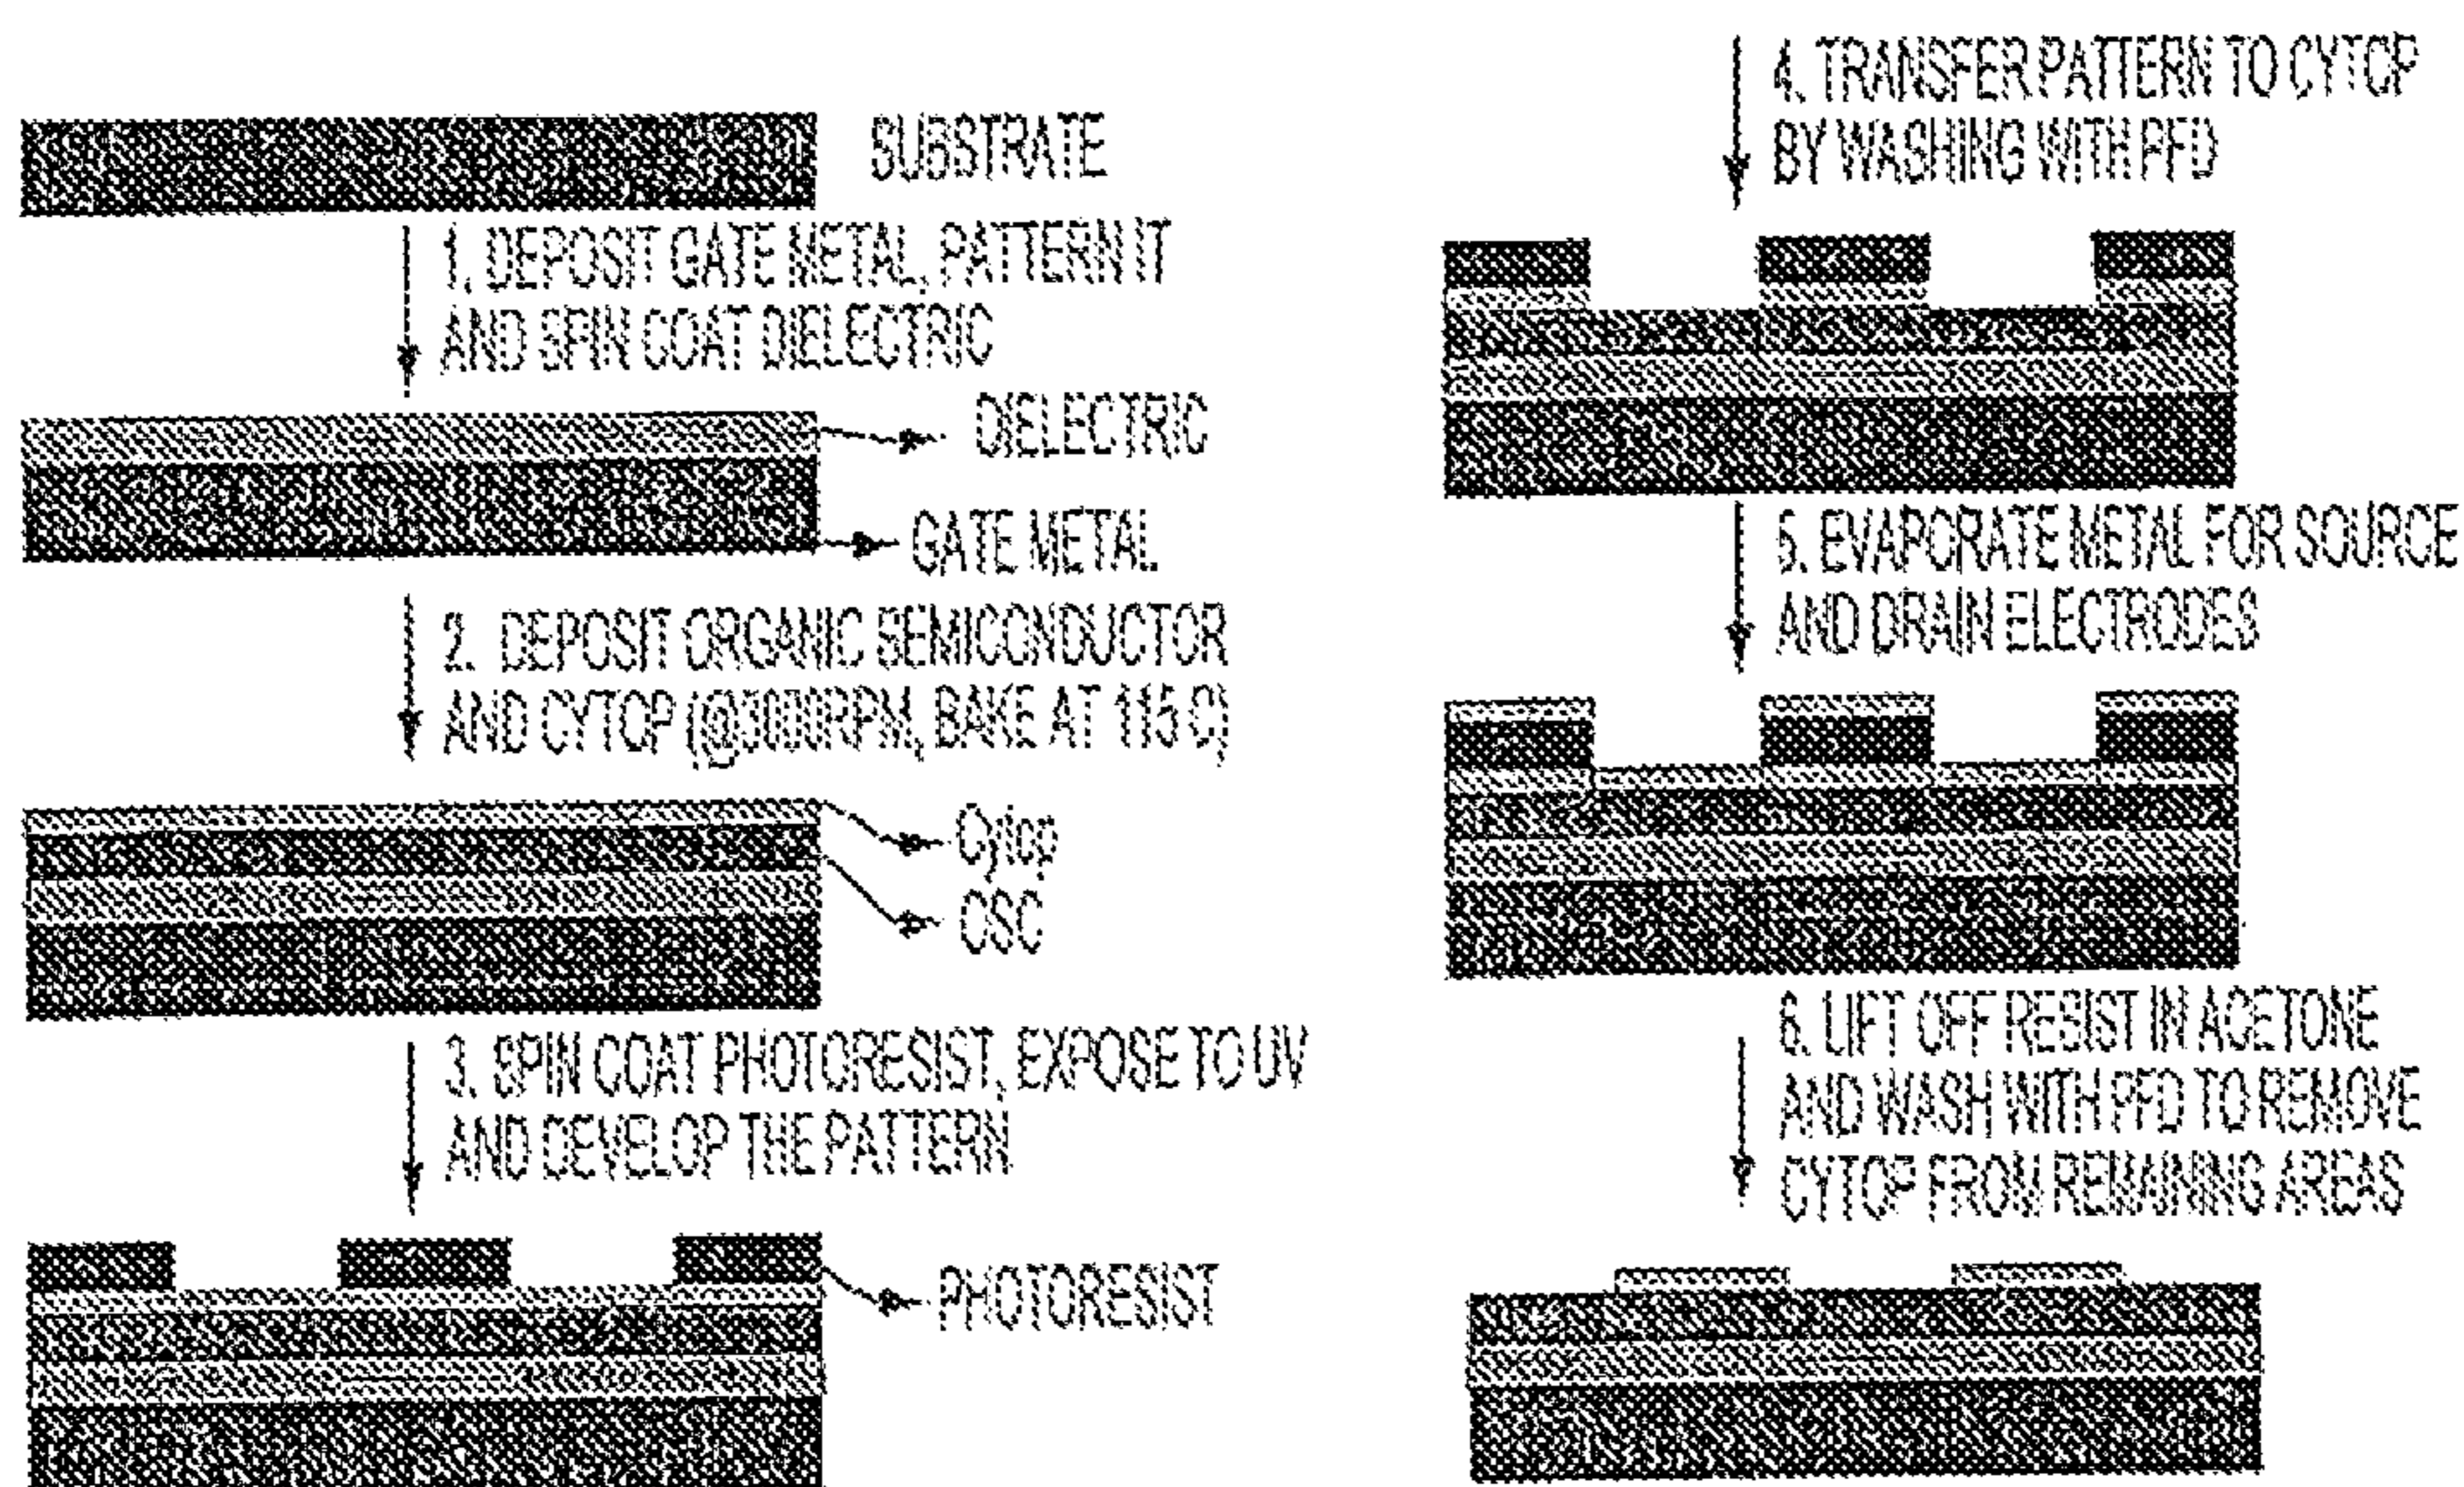 SUBSTRATE
1. DEPOSIT GATE METAL, PATTERN IT
AND SPIN COAT DIELECTRIC
DIELECTRIC
GATE METAL
2. DEPOSIT ORGANIC SEMICONDUCTOR
AND CYTOP (@3000RPM, BAKE AT 115 C)
Cytop
OSC
3. SPIN COAT PHOTORESIST, EXPOSE TO UV
AND DEVELOP THE PATTERN
PHOTORESIST
4. TRANSFER PATTERN TO CYTOP
BY WASHING WITH PFD
5. EVAPORATE METAL FOR SOURCE
AND DRAIN ELECTRODES
6. LIFT OFF RESIST IN ACETONE
AND WASH WITH PFD TO REMOVE
CYTOP FROM REMAINING AREAS